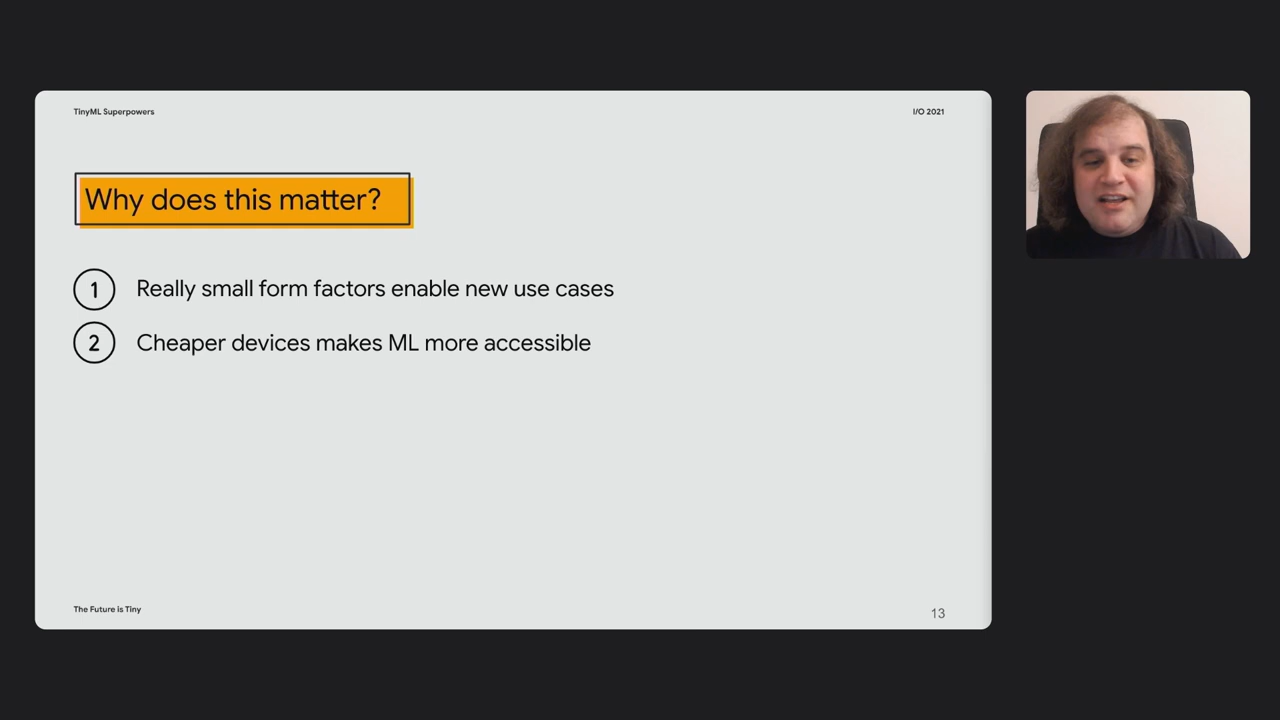 TinyML Superpowers
I/O 2021
Why does this matter?
1 Really small form factors enable new use cases
2 Cheaper devices makes ML more accessible
The Future is Tiny
13